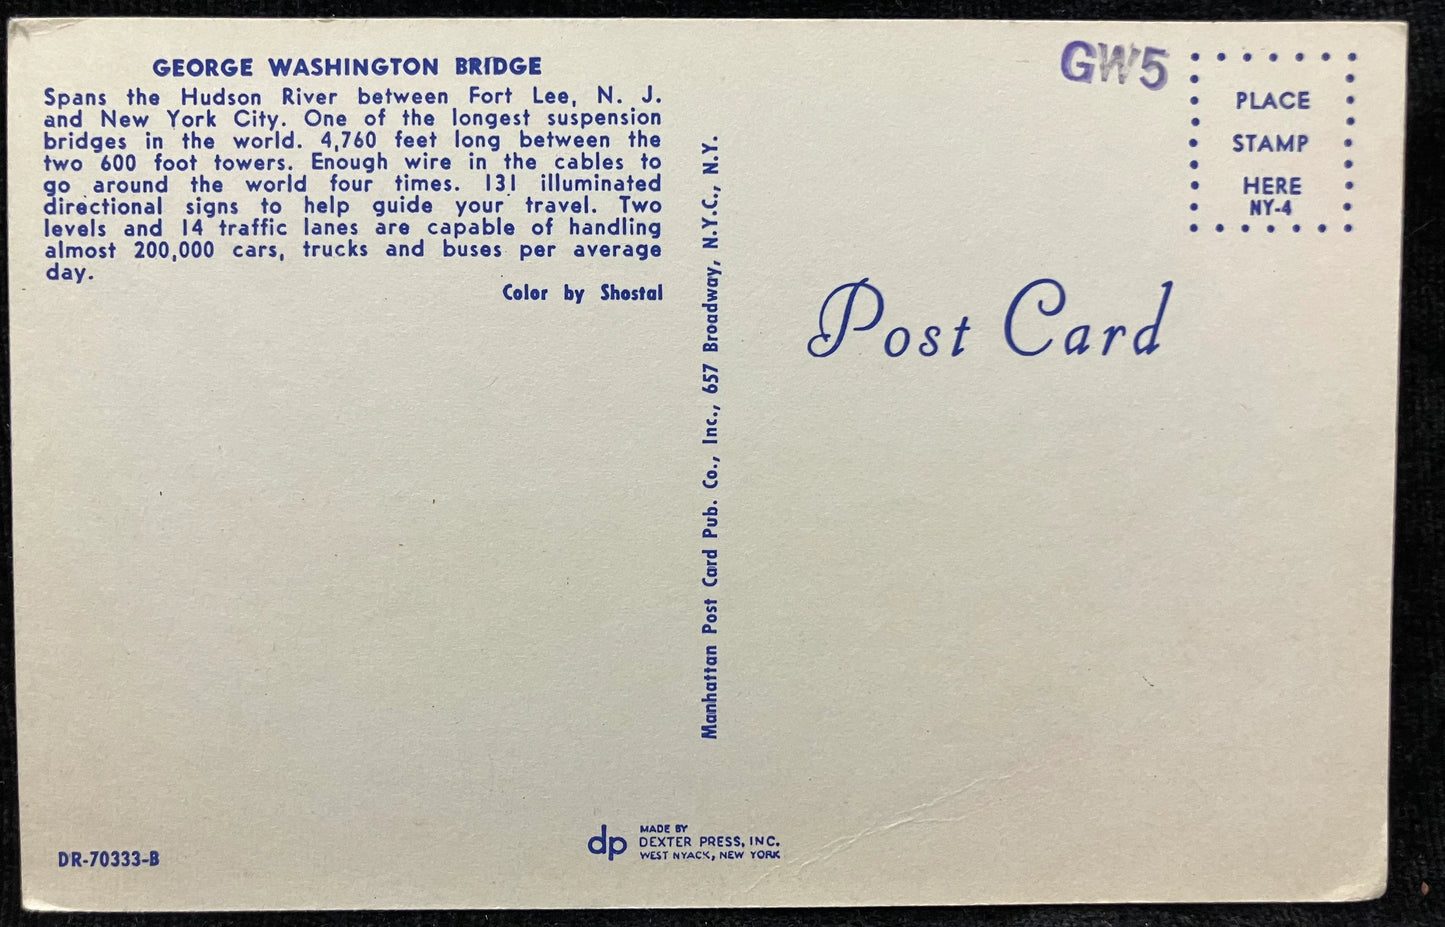 GEORGE WASHINGTON BRIDGE
Spans the Hudson River between Fort Lee, N. J.
and New York City. One of the longest suspension
bridges in the world. 4,760 feet long between the
two 600 foot towers. Enough wire in the cables to
go around the world four times. 131 illuminated
directional signs to help guide your travel. Two
levels and 14 traffic lanes are capable of handling
almost 200,000 cars, trucks and buses per average
day.
Color by Shostal
DR-70333-B
Manhattan Post Card Pub. Co., Inc., 657 Broadway, N.Y.C., N.Y.
dp
MADE BY
DEXTER PRESS, INC.
WEST NYACK, NEW YORK
GW5
PLACE
STAMP
HERE
NY-4
Post Card